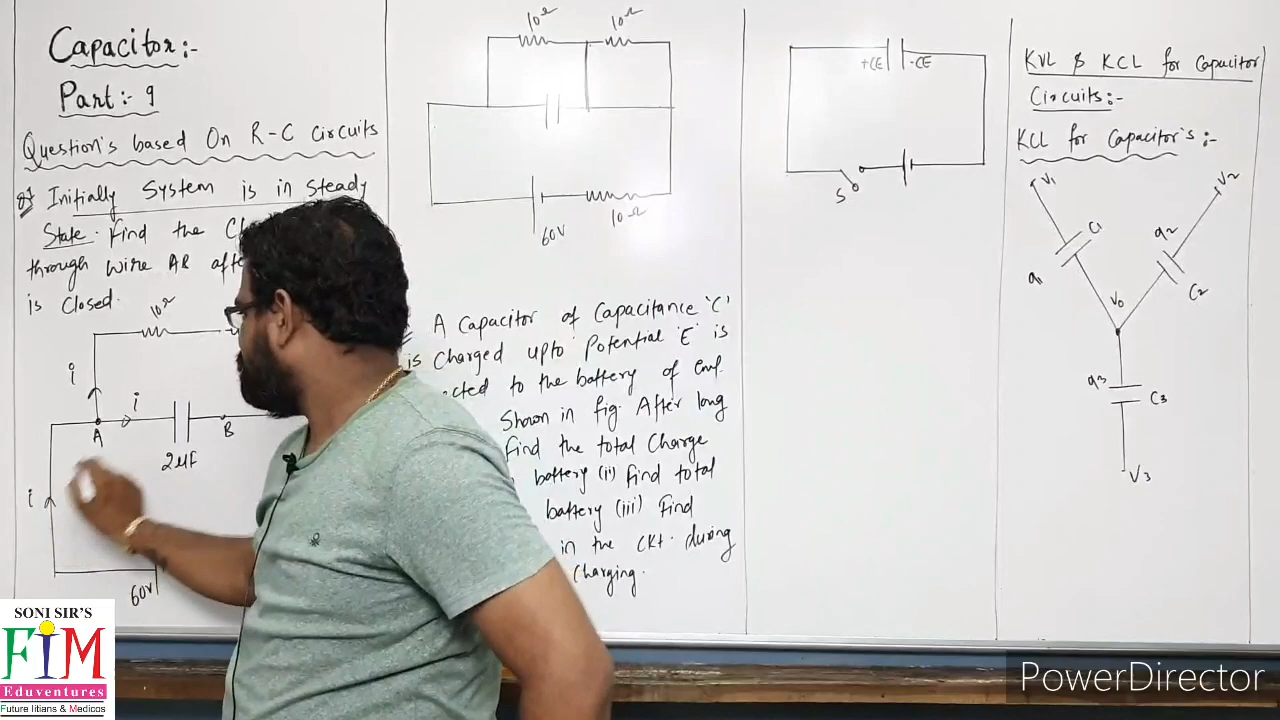 Capacitor:-
Part:- 9
Question's based On R-C Circuits
Initially System is in Steady
State. Find the
through wire AB
is Closed.
10Ω
i
i
A
B
2μF
i
60V
10Ω
10Ω
60V
10Ω
A Capacitor of Capacitance 'C'
is Charged upto Potential 'E' is
to the battery of Emf.
Shown in fig. After long
Find the total Charge
battery (ii) find total
battery (iii) Find
in the CKt. during
Charging.
+CE
-CE
S
KVL & KCL for Capacitor
Circuits:-
KCL for Capacitor's:-
V1
V2
C1
q1
q2
C2
V0
q3
C3
V3
SONI SIR'S
FIM
Eduventures
Future Iitians & Medicos
PowerDirector